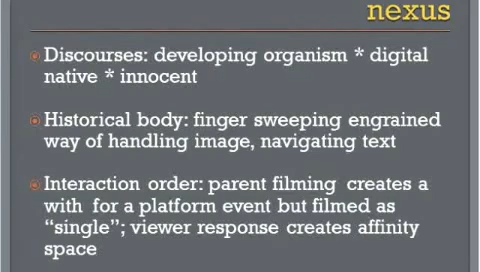 nexus
Discourses: developing organism * digital
native * innocent
Historical body: finger sweeping engrained
way of handling image, navigating text
Interaction order: parent filming creates a
with for a platform event but filmed as
“single”; viewer response creates affinity
space